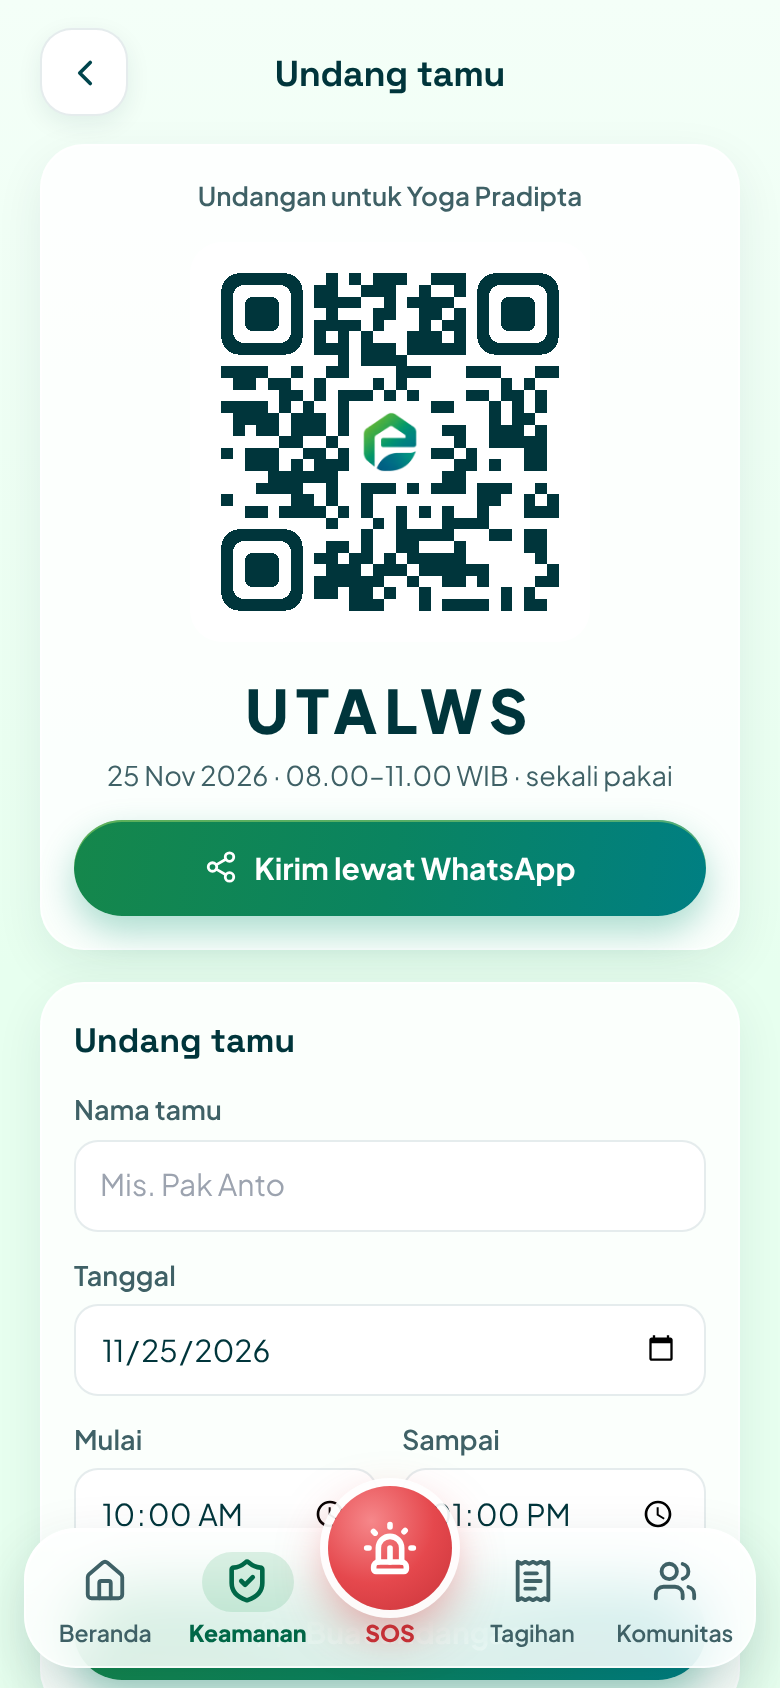 Undang tamu
Undangan untuk Yoga Pradipta
UTALWS
25 Nov 2026 · 08.00–11.00 WIB · sekali pakai
Kirim lewat WhatsApp
Undang tamu
Nama tamu
Mis. Pak Anto
Tanggal
11/25/2026
Mulai Sampai
10:00 AM 01:00 PM
Beranda Keamanan SOS Tagihan Komunitas